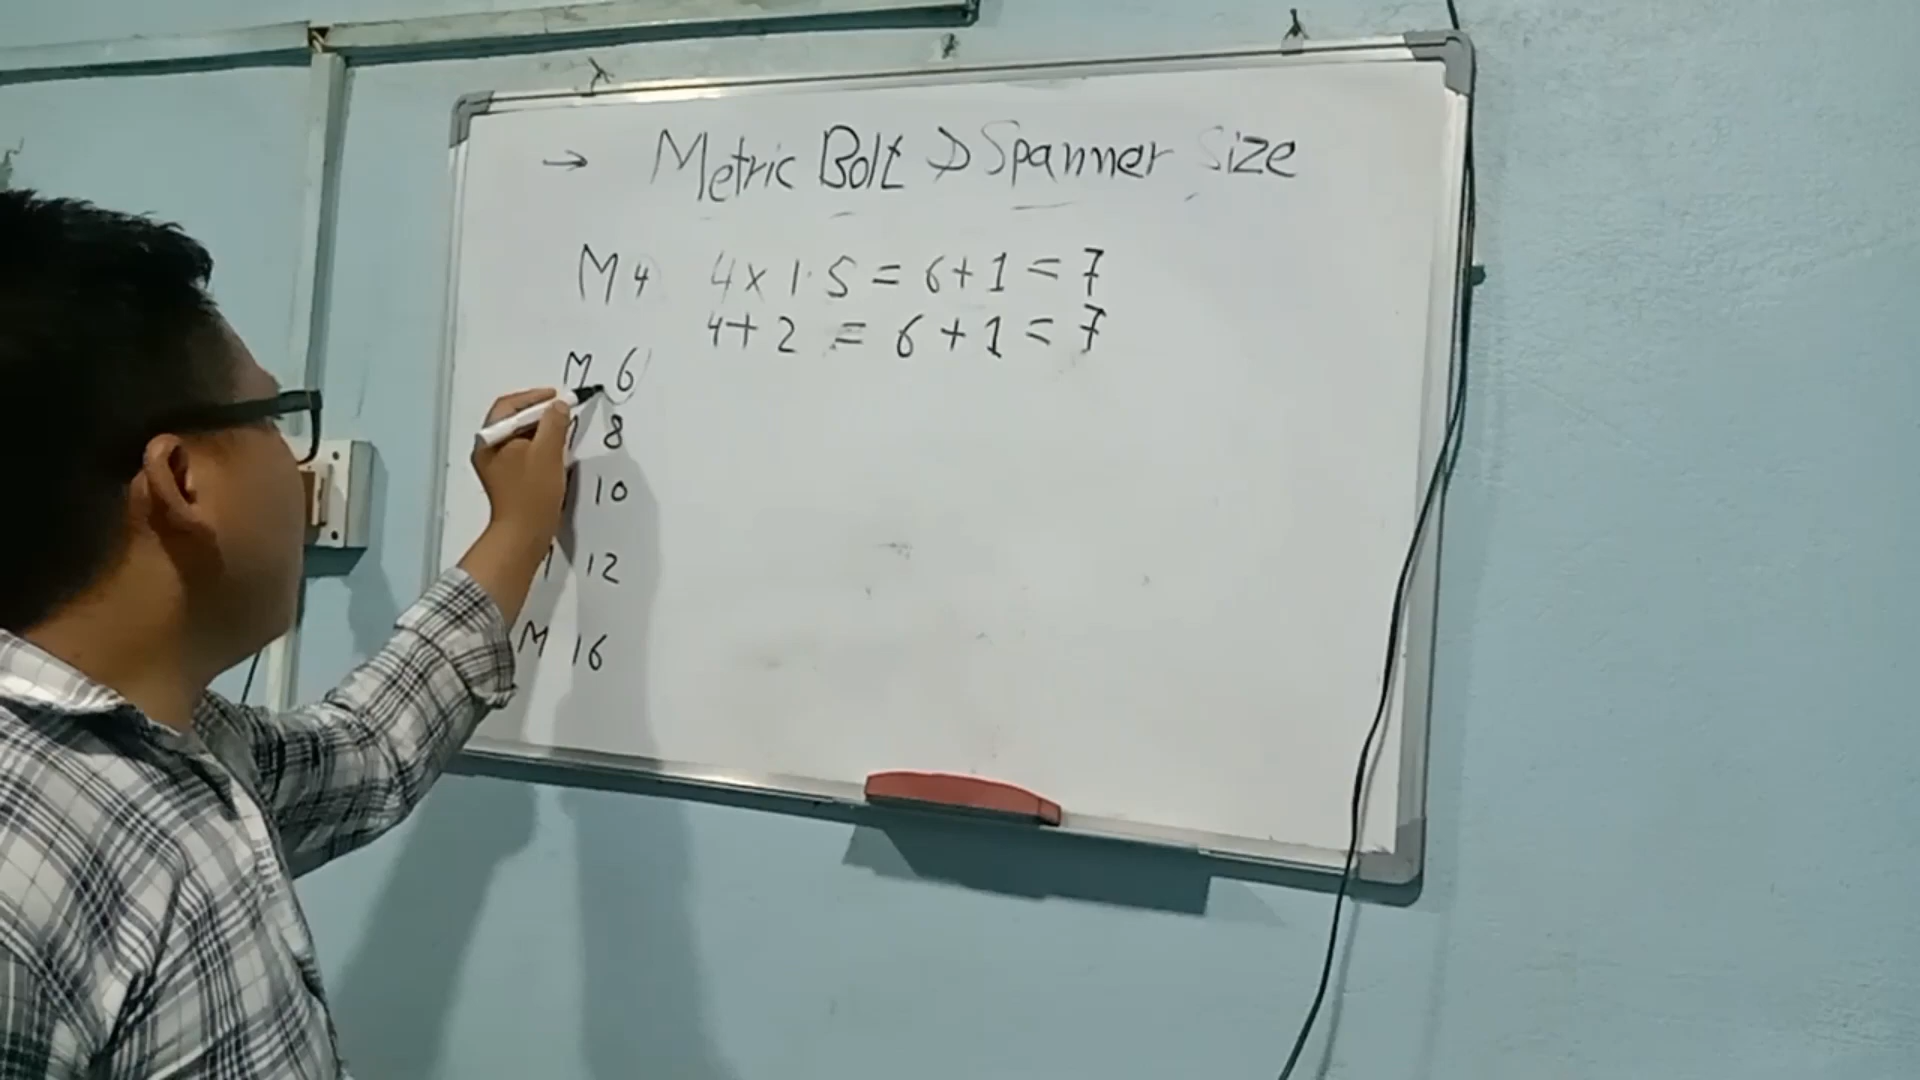 → Metric Bolt > Spanner Size
M 4 4 x 1.5 = 6 + 1 = 7
4 + 2 = 6 + 1 = 7
M 6
M 8
10
M 12
M 16